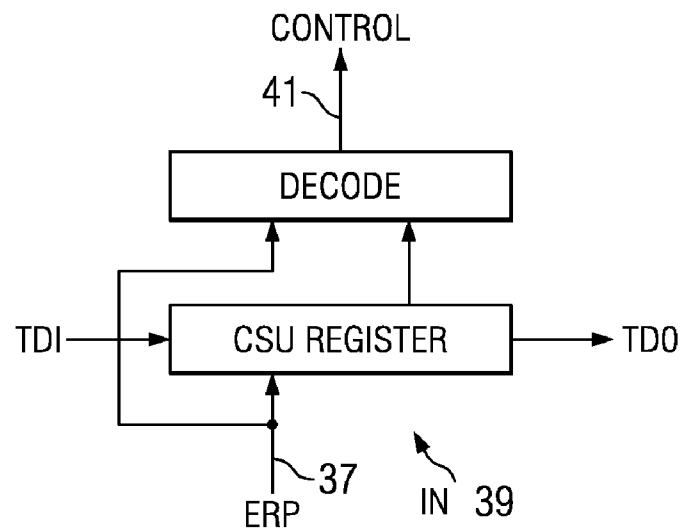 CONTROL
41
DECODE
TDI
CSU REGISTER
TDO
37
ERP
IN 39